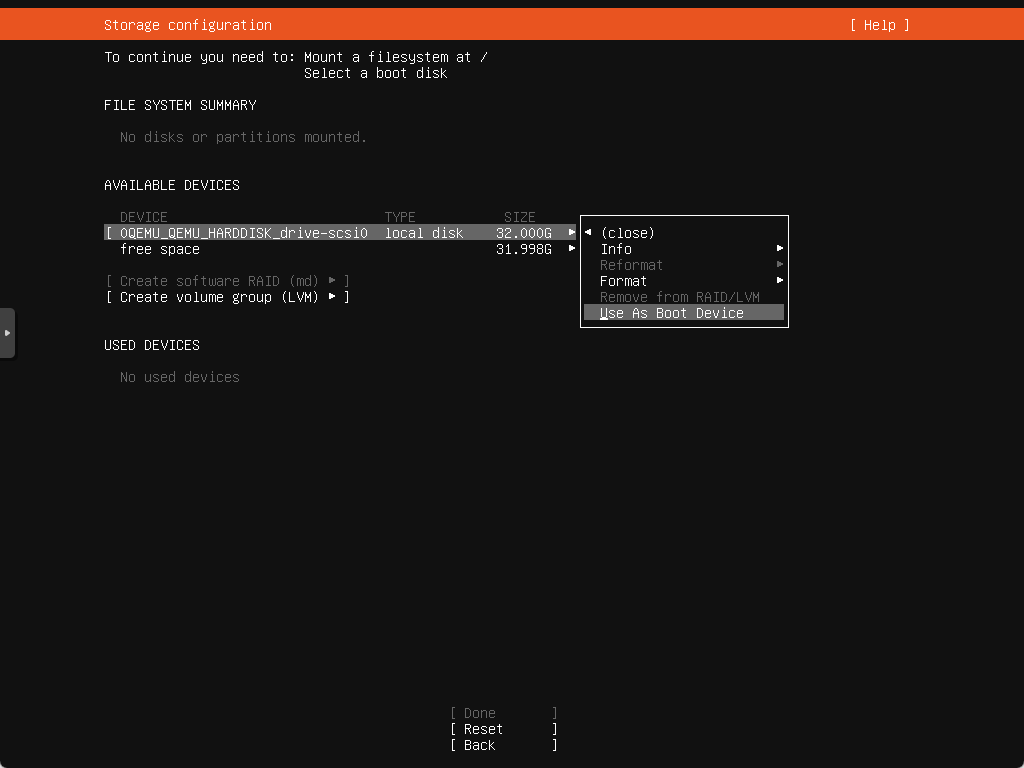 Storage configuration [ Help ]
To continue you need to: Mount a filesystem at /
Select a boot disk
FILE SYSTEM SUMMARY
No disks or partitions mounted.
AVAILABLE DEVICES
DEVICE TYPE SIZE
[ 0QEMU_QEMU_HARDDISK_drive-scsi0 local disk 32.000G ▸ ◂ (close)
free space 31.998G ▸ Info ▸
Reformat ▸
[ Create software RAID (md) ▸ ] Format ▸
[ Create volume group (LVM) ▸ ] Remove from RAID/LVM
Use As Boot Device
USED DEVICES
No used devices
[ Done ]
[ Reset ]
[ Back ]